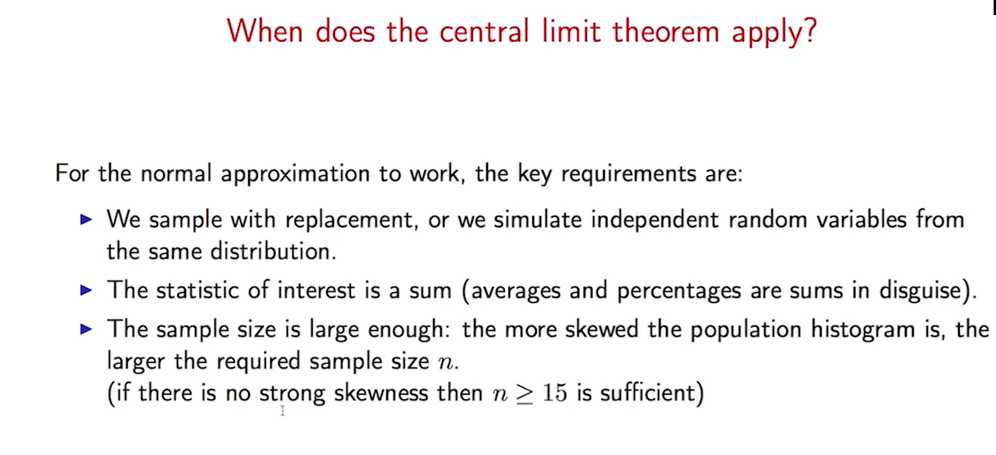 When does the central limit theorem apply?
For the normal approximation to work, the key requirements are:
▶ We sample with replacement, or we simulate independent random variables from
the same distribution.
▶ The statistic of interest is a sum (averages and percentages are sums in disguise).
▶ The sample size is large enough: the more skewed the population histogram is, the
larger the required sample size n.
(if there is no strong skewness then n ≥ 15 is sufficient)